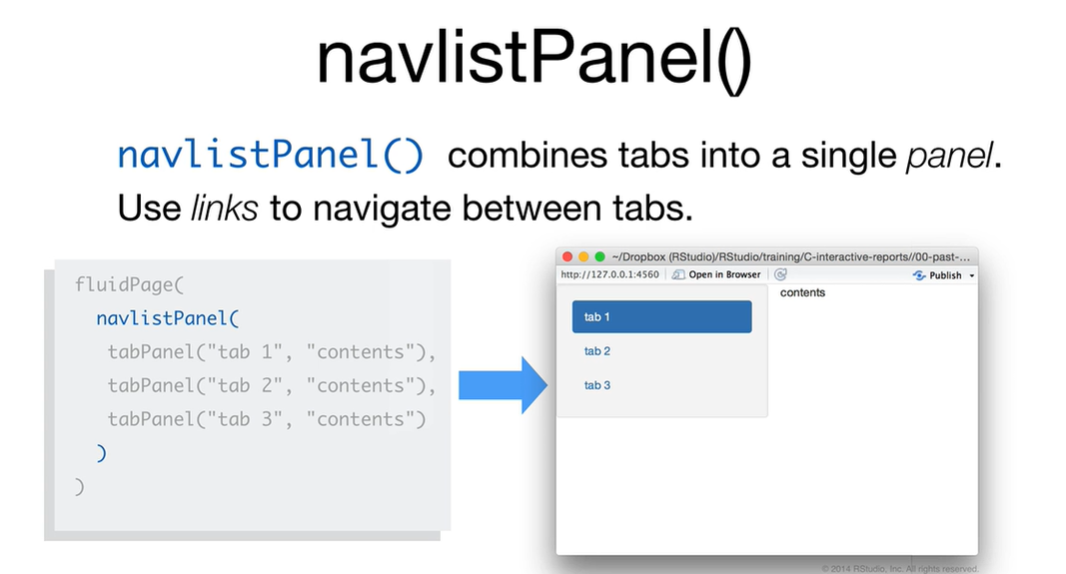 navlistPanel()
navlistPanel() combines tabs into a single panel.
Use links to navigate between tabs.
fluidPage(
navlistPanel(
tabPanel("tab 1", "contents"),
tabPanel("tab 2", "contents"),
tabPanel("tab 3", "contents")
)
)
~/Dropbox (RStudio)/RStudio/training/C-interactive-reports//00-past-...
http://127.0.0.1:4560 Open in Browser Publish
tab 1
tab 2
tab 3
contents
© 2014 RStudio, Inc. All rights reserved.